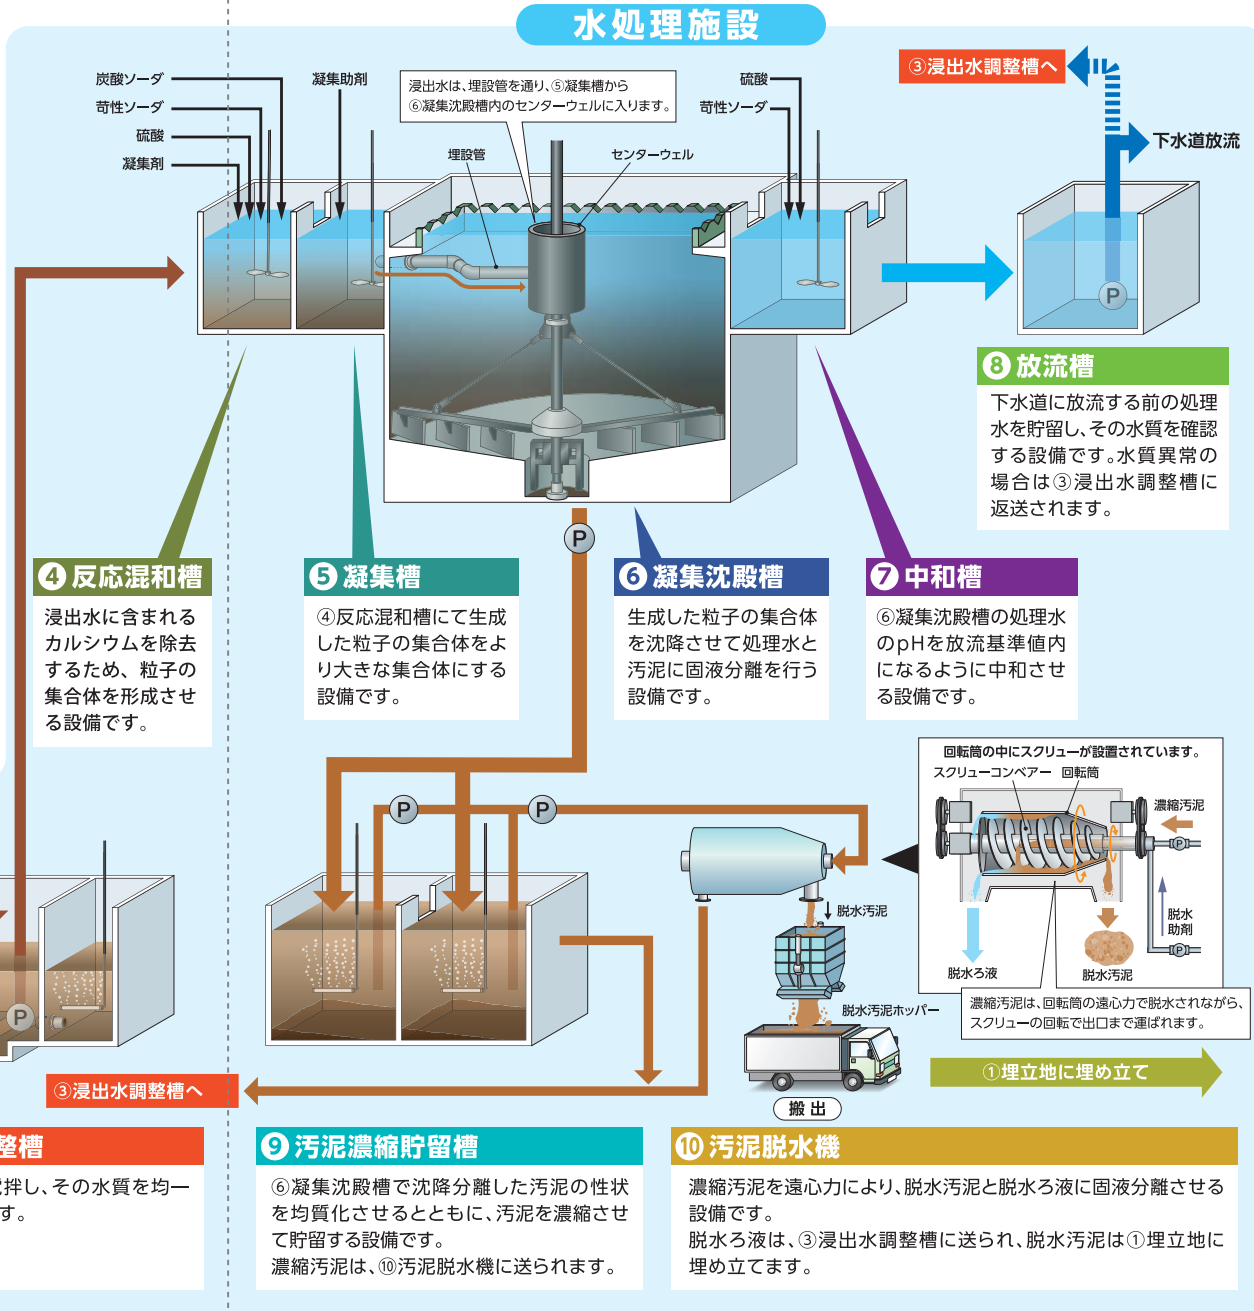 水処理施設
炭酸ソーダ
苛性ソーダ
硫酸
凝集剤
凝集助剤
浸出水は、埋設管を通り、⑤凝集槽から
⑥凝集沈殿槽内のセンターウェルに入ります。
埋設管
センターウェル
硫酸
苛性ソーダ
③浸出水調整槽へ
下水道放流
P
❽ 放流槽
下水道に放流する前の処理
水を貯留し、その水質を確認
する設備です。水質異常の
場合は③浸出水調整槽に
返送されます。
P
❹ 反応混和槽
浸出水に含まれる
カルシウムを除去
するため、粒子の
集合体を形成させ
る設備です。
❺ 凝集槽
④反応混和槽にて生成
した粒子の集合体をよ
り大きな集合体にする
設備です。
❻ 凝集沈殿槽
生成した粒子の集合体
を沈降させて処理水と
汚泥に固液分離を行う
設備です。
❼ 中和槽
⑥凝集沈殿槽の処理水
のpHを放流基準値内
になるように中和させ
る設備です。
回転筒の中にスクリューが設置されています。
スクリューコンベアー 回転筒
濃縮汚泥
P
脱水
助剤
P
脱水ろ液
脱水汚泥
濃縮汚泥は、回転筒の遠心力で脱水されながら、
スクリューの回転で出口まで運ばれます。
P
P
P
脱水汚泥
脱水汚泥ホッパー
搬出
①埋立地に埋め立て
③浸出水調整槽へ
整槽
拌し、その水質を均一
す。
❾ 汚泥濃縮貯留槽
⑥凝集沈殿槽で沈降分離した汚泥の性状
を均質化させるとともに、汚泥を濃縮させ
て貯留する設備です。
濃縮汚泥は、⑩汚泥脱水機に送られます。
❿ 汚泥脱水機
濃縮汚泥を遠心力により、脱水汚泥と脱水ろ液に固液分離させる
設備です。
脱水ろ液は、③浸出水調整槽に送られ、脱水汚泥は①埋立地に
埋め立てます。